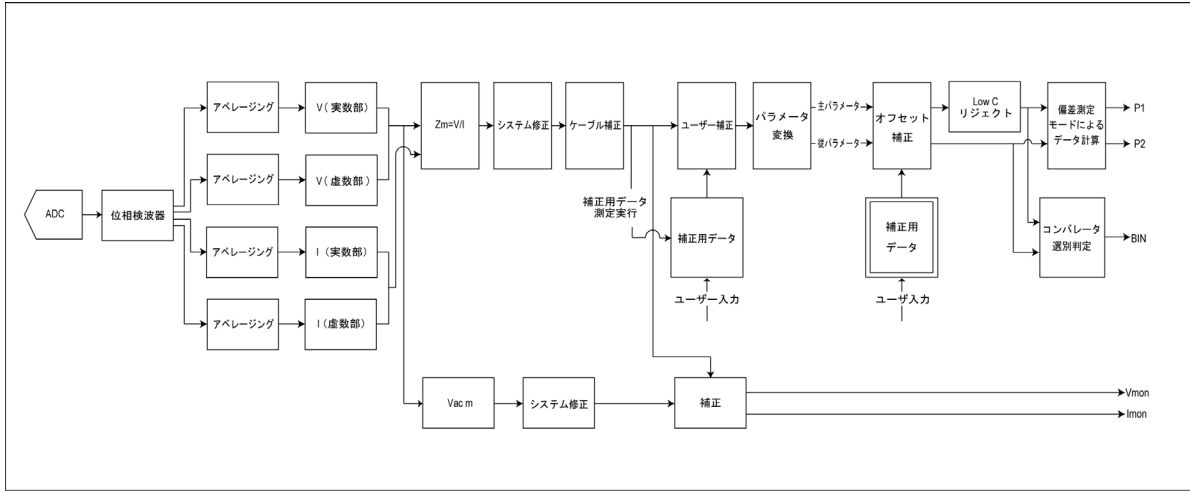 ADC
位相検波器
アベレージング
V（実数部）
アベレージング
V（虚数部）
アベレージング
I（実数部）
アベレージング
I（虚数部）
Zm=V/I
システム修正
ケーブル補正
補正用データ
測定実行
ユーザー補正
補正用データ
ユーザー入力
パラメータ
変換
主パラメータ
従パラメータ
オフセット
補正
補正用
データ
ユーザ入力
Low C
リジェクト
偏差測定
モードによる
データ計算
P1
P2
コンパレータ
選別判定
BIN
Vac m
システム修正
補正
Vmon
Imon